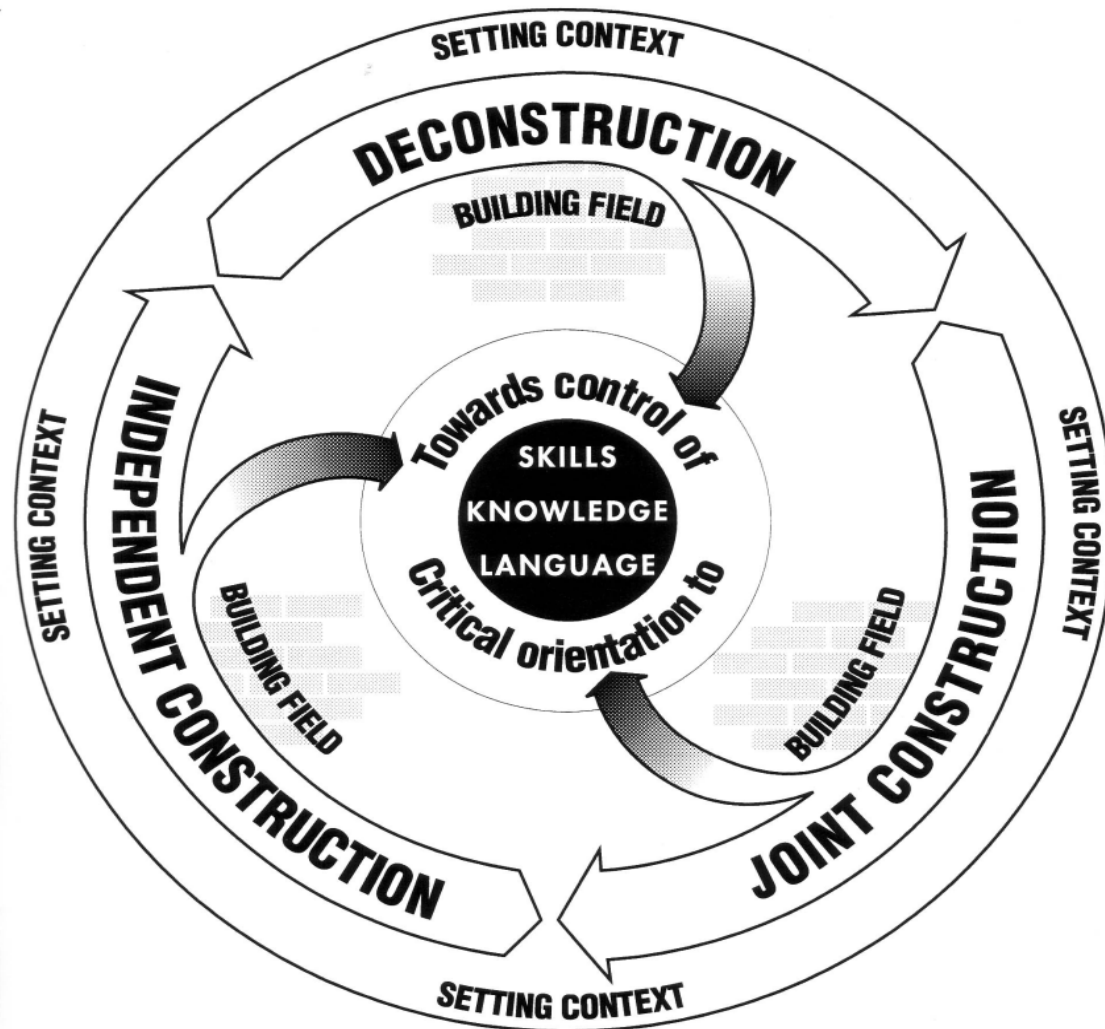 SETTING CONTEXT
DECONSTRUCTION
BUILDING FIELD
Towards control of
SKILLS
KNOWLEDGE
LANGUAGE
Critical orientation to
SETTING CONTEXT
INDEPENDENT CONSTRUCTION
BUILDING FIELD
SETTING CONTEXT
JOINT CONSTRUCTION
BUILDING FIELD
SETTING CONTEXT